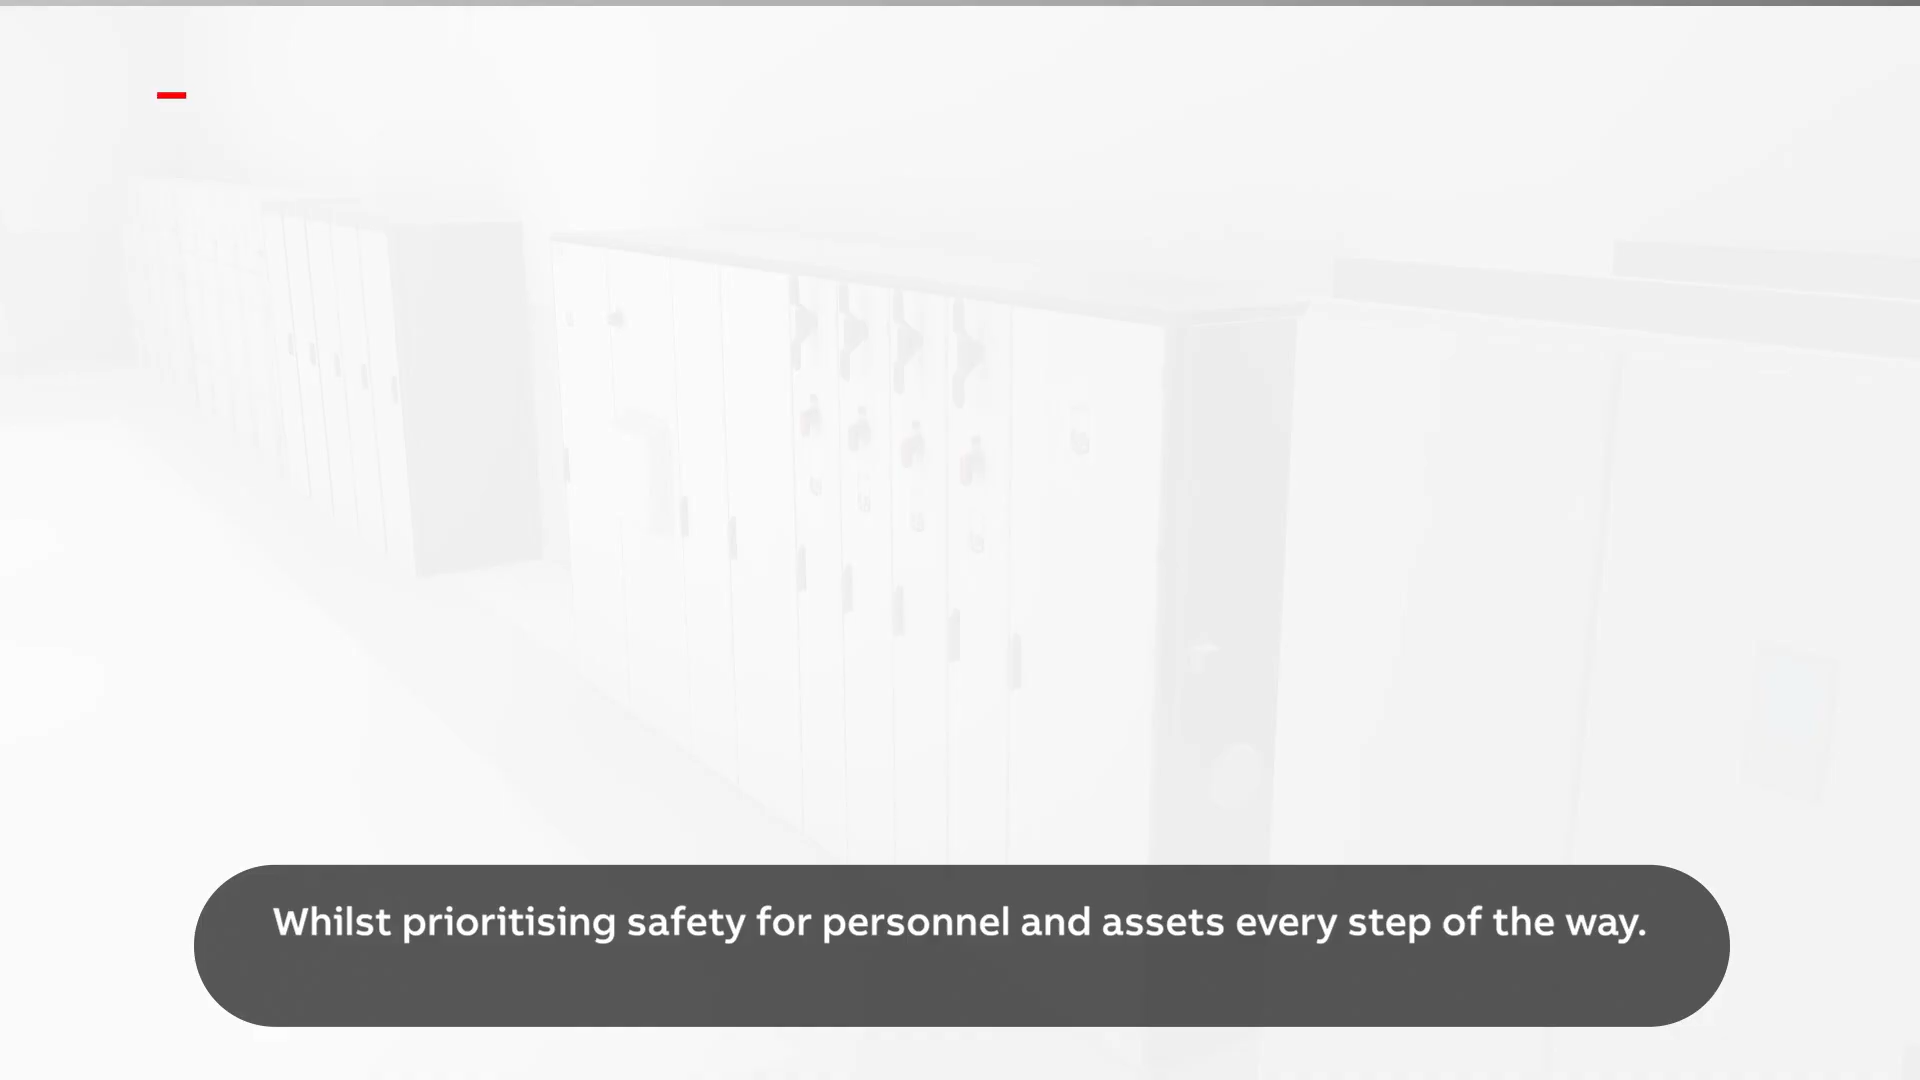 Whilst prioritising safety for personnel and assets every step of the way.